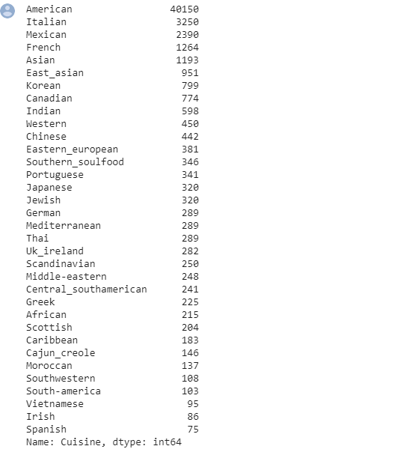 American 40150
Italian 3250
Mexican 2390
French 1264
Asian 1193
East_asian 951
Korean 799
Canadian 774
Indian 598
Western 450
Chinese 442
Eastern_european 381
Southern_soulfood 346
Portuguese 341
Japanese 320
Jewish 320
German 289
Mediterranean 289
Thai 289
Uk_ireland 282
Scandinavian 250
Middle-eastern 248
Central_southamerican 241
Greek 225
African 215
Scottish 204
Caribbean 183
Cajun_creole 146
Moroccan 137
Southwestern 108
South-america 103
Vietnamese 95
Irish 86
Spanish 75
Name: Cuisine, dtype: int64